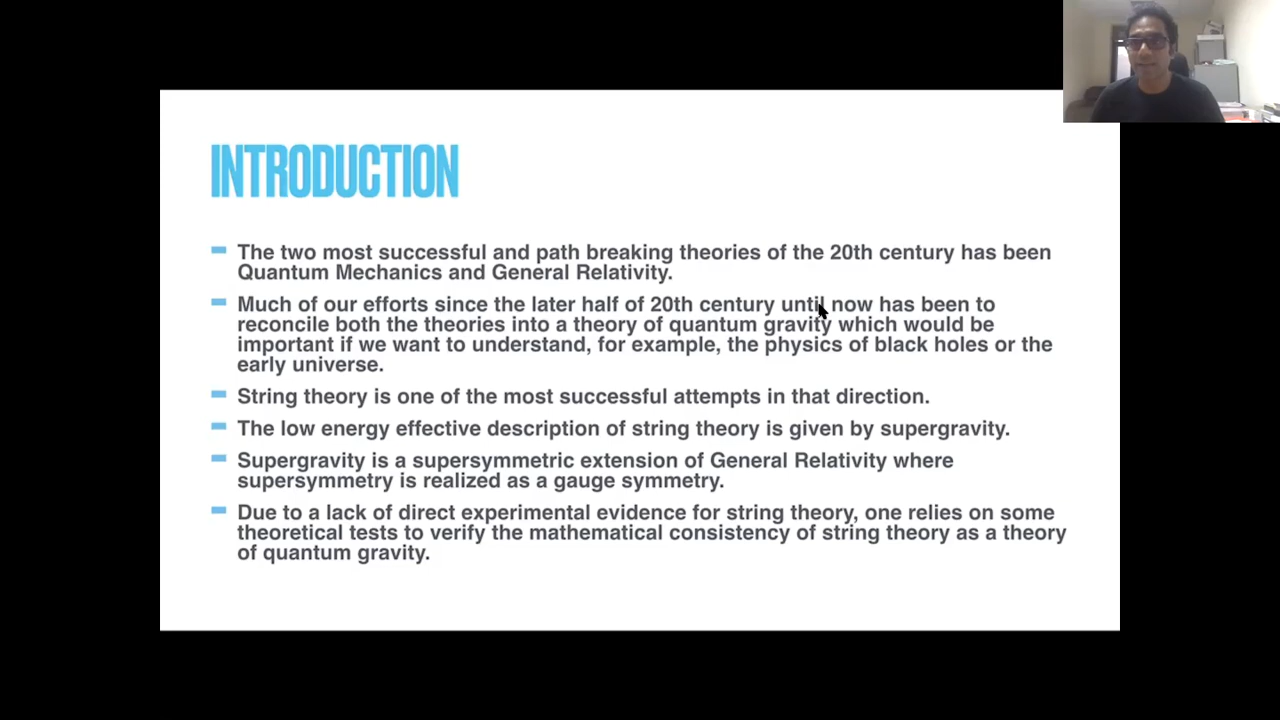 INTRODUCTION
The two most successful and path breaking theories of the 20th century has been
Quantum Mechanics and General Relativity.
Much of our efforts since the later half of 20th century until now has been to
reconcile both the theories into a theory of quantum gravity which would be
important if we want to understand, for example, the physics of black holes or the
early universe.
String theory is one of the most successful attempts in that direction.
The low energy effective description of string theory is given by supergravity.
Supergravity is a supersymmetric extension of General Relativity where
supersymmetry is realized as a gauge symmetry.
Due to a lack of direct experimental evidence for string theory, one relies on some
theoretical tests to verify the mathematical consistency of string theory as a theory
of quantum gravity.